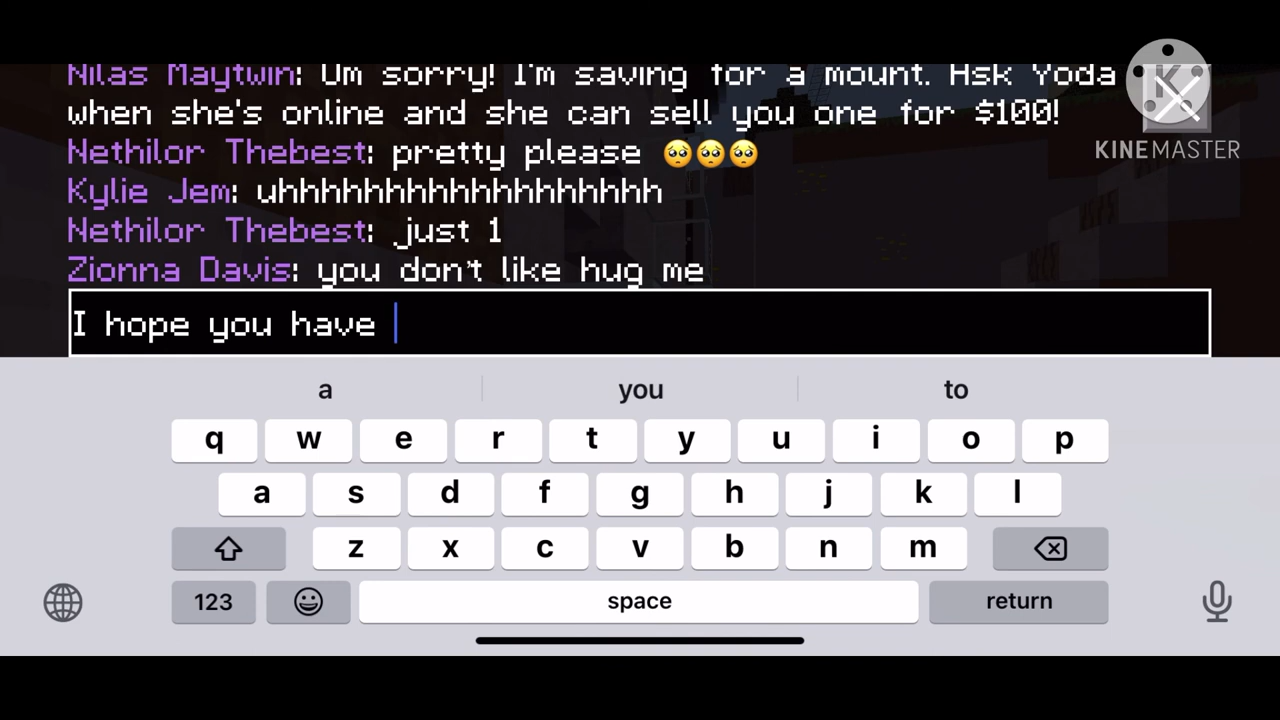 Nilas Maytwin: Um sorry! I'm saving for a mount. Ask Yoda
when she's online and she can sell you one for $100!
Nethilor Thebest: pretty please 🥺🥺🥺
Kylie Jem: uhhhhhhhhhhhhhhhhhhh
Nethilor Thebest: just 1
Zionna Davis: you don't like hug me
I hope you have
K
KINEMASTER
a you to
q w e r t y u i o p
a s d f g h j k l
z x c v b n m
123 space return